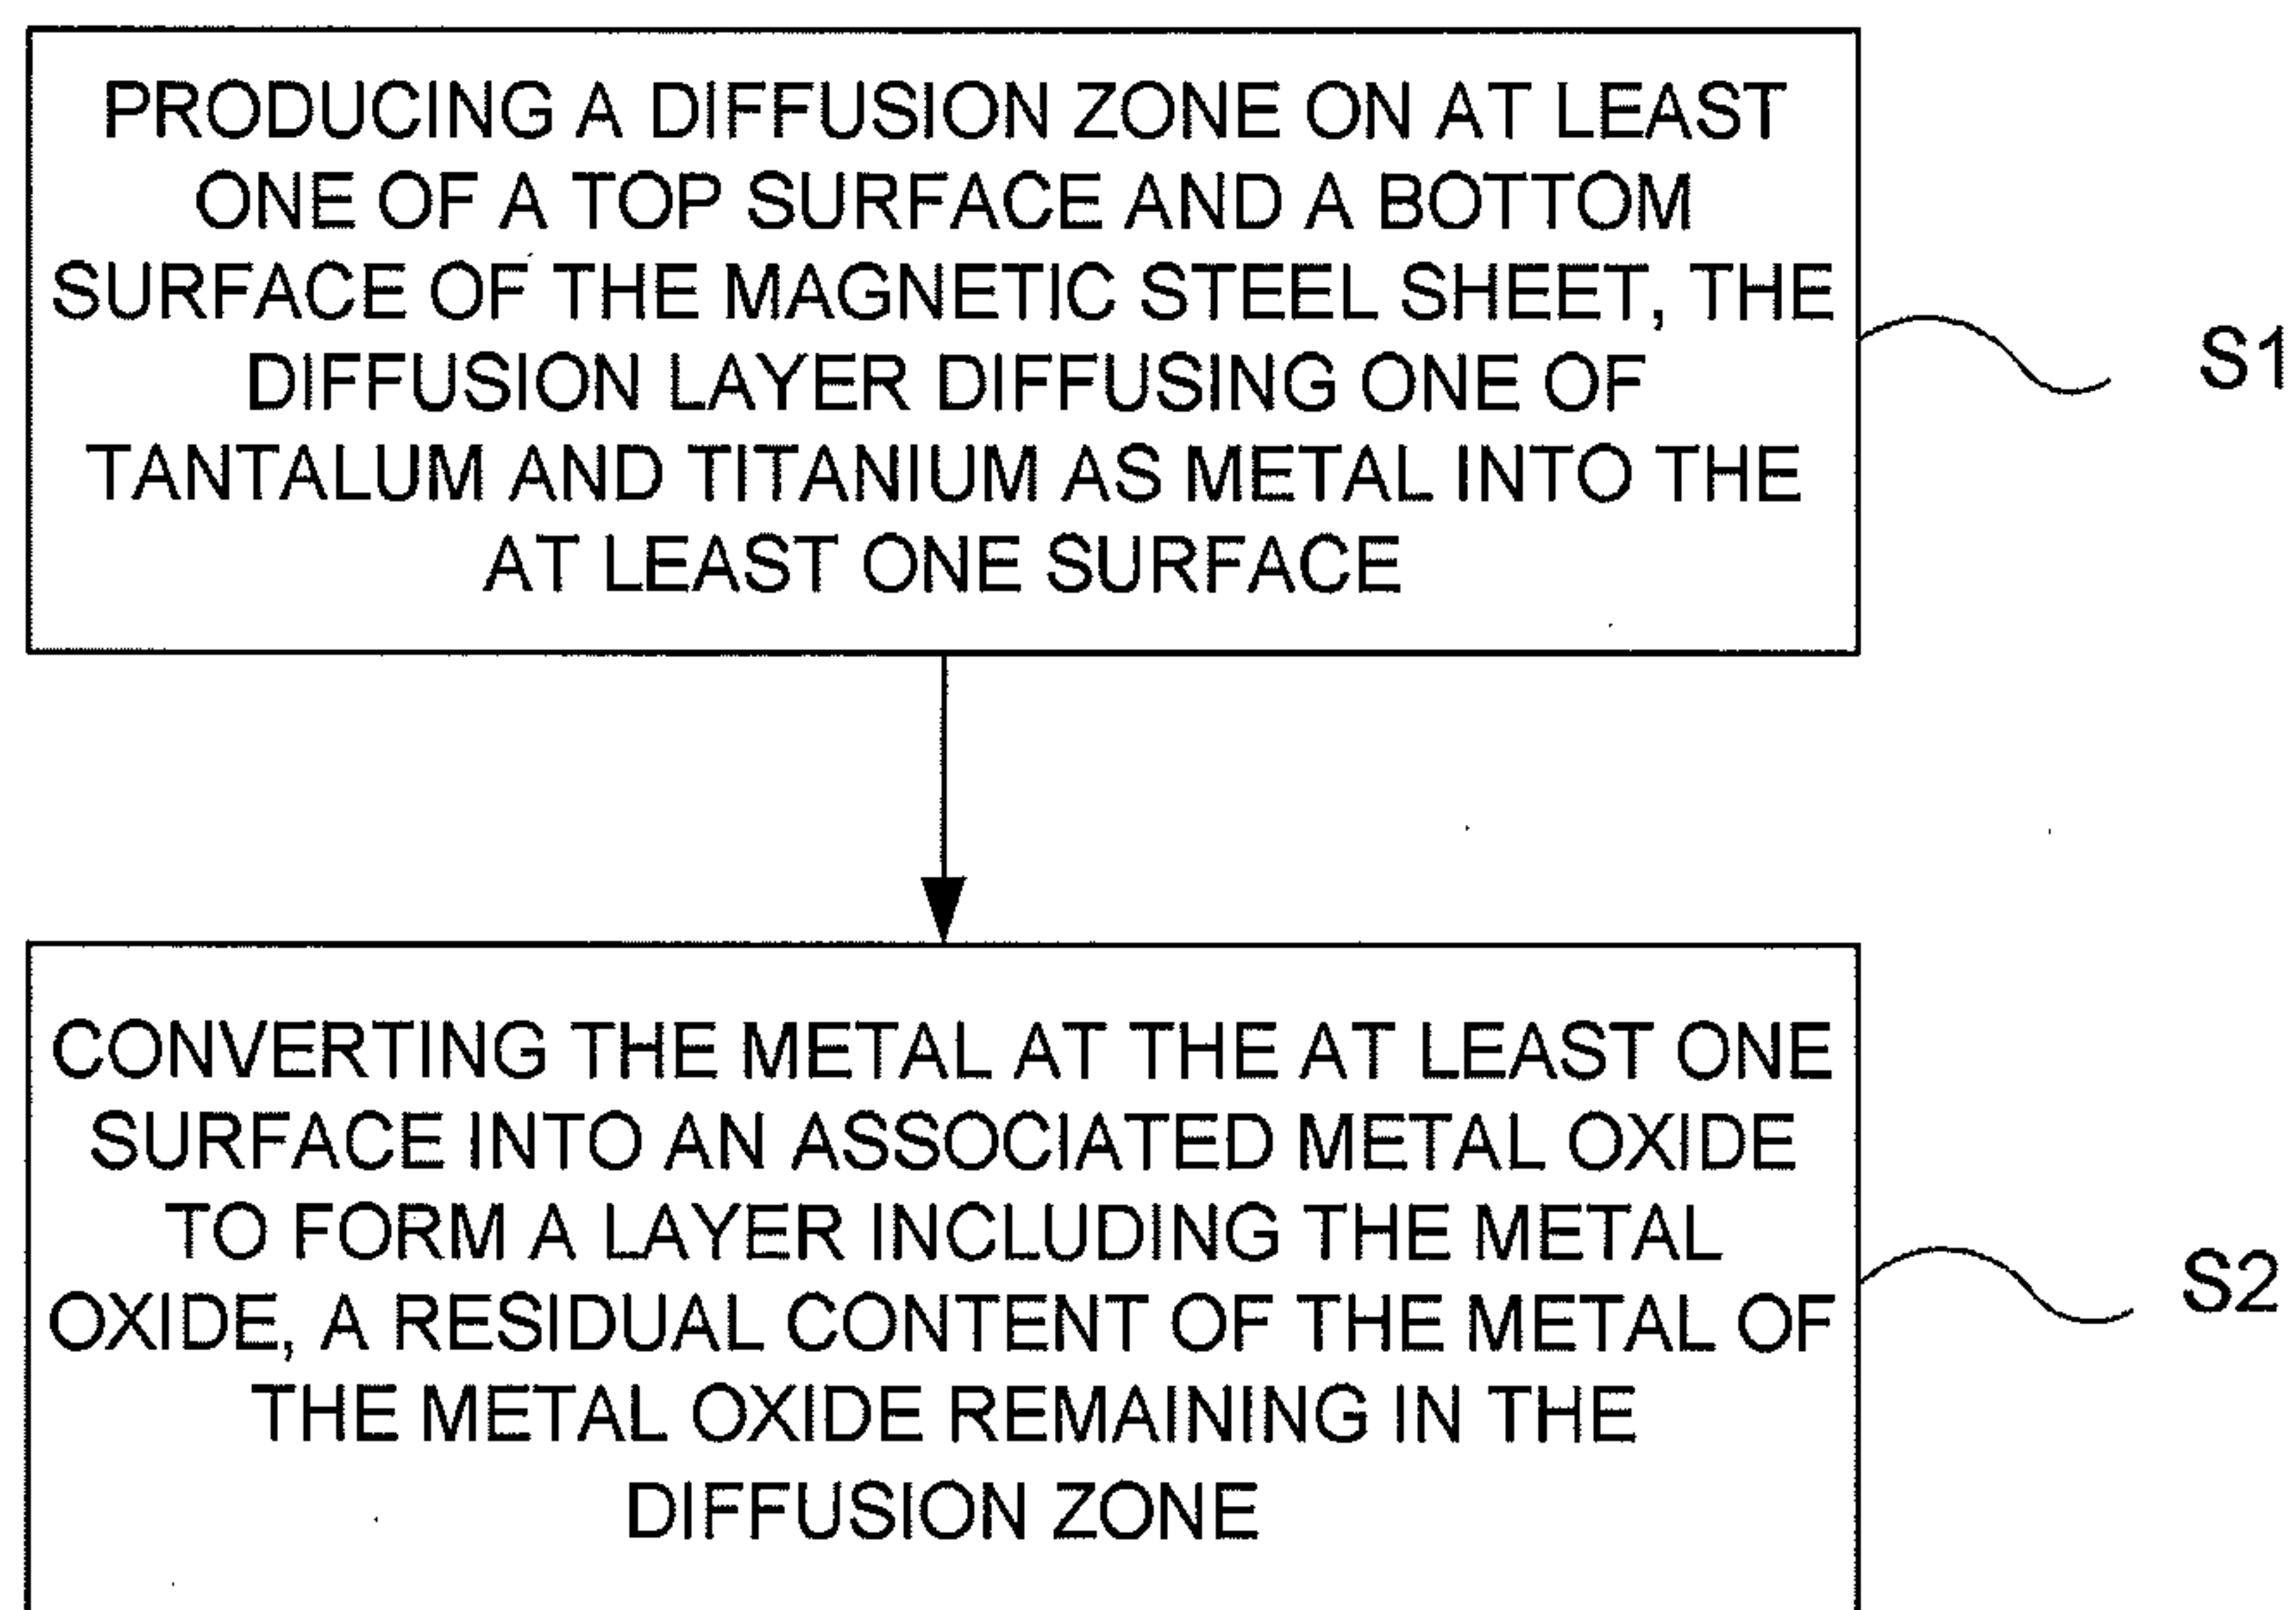 PRODUCING A DIFFUSION ZONE ON AT LEAST
ONE OF A TOP SURFACE AND A BOTTOM
SURFACE OF THE MAGNETIC STEEL SHEET, THE
DIFFUSION LAYER DIFFUSING ONE OF
TANTALUM AND TITANIUM AS METAL INTO THE
AT LEAST ONE SURFACE
S1
CONVERTING THE METAL AT THE AT LEAST ONE
SURFACE INTO AN ASSOCIATED METAL OXIDE
TO FORM A LAYER INCLUDING THE METAL
OXIDE, A RESIDUAL CONTENT OF THE METAL OF
THE METAL OXIDE REMAINING IN THE
DIFFUSION ZONE
S2